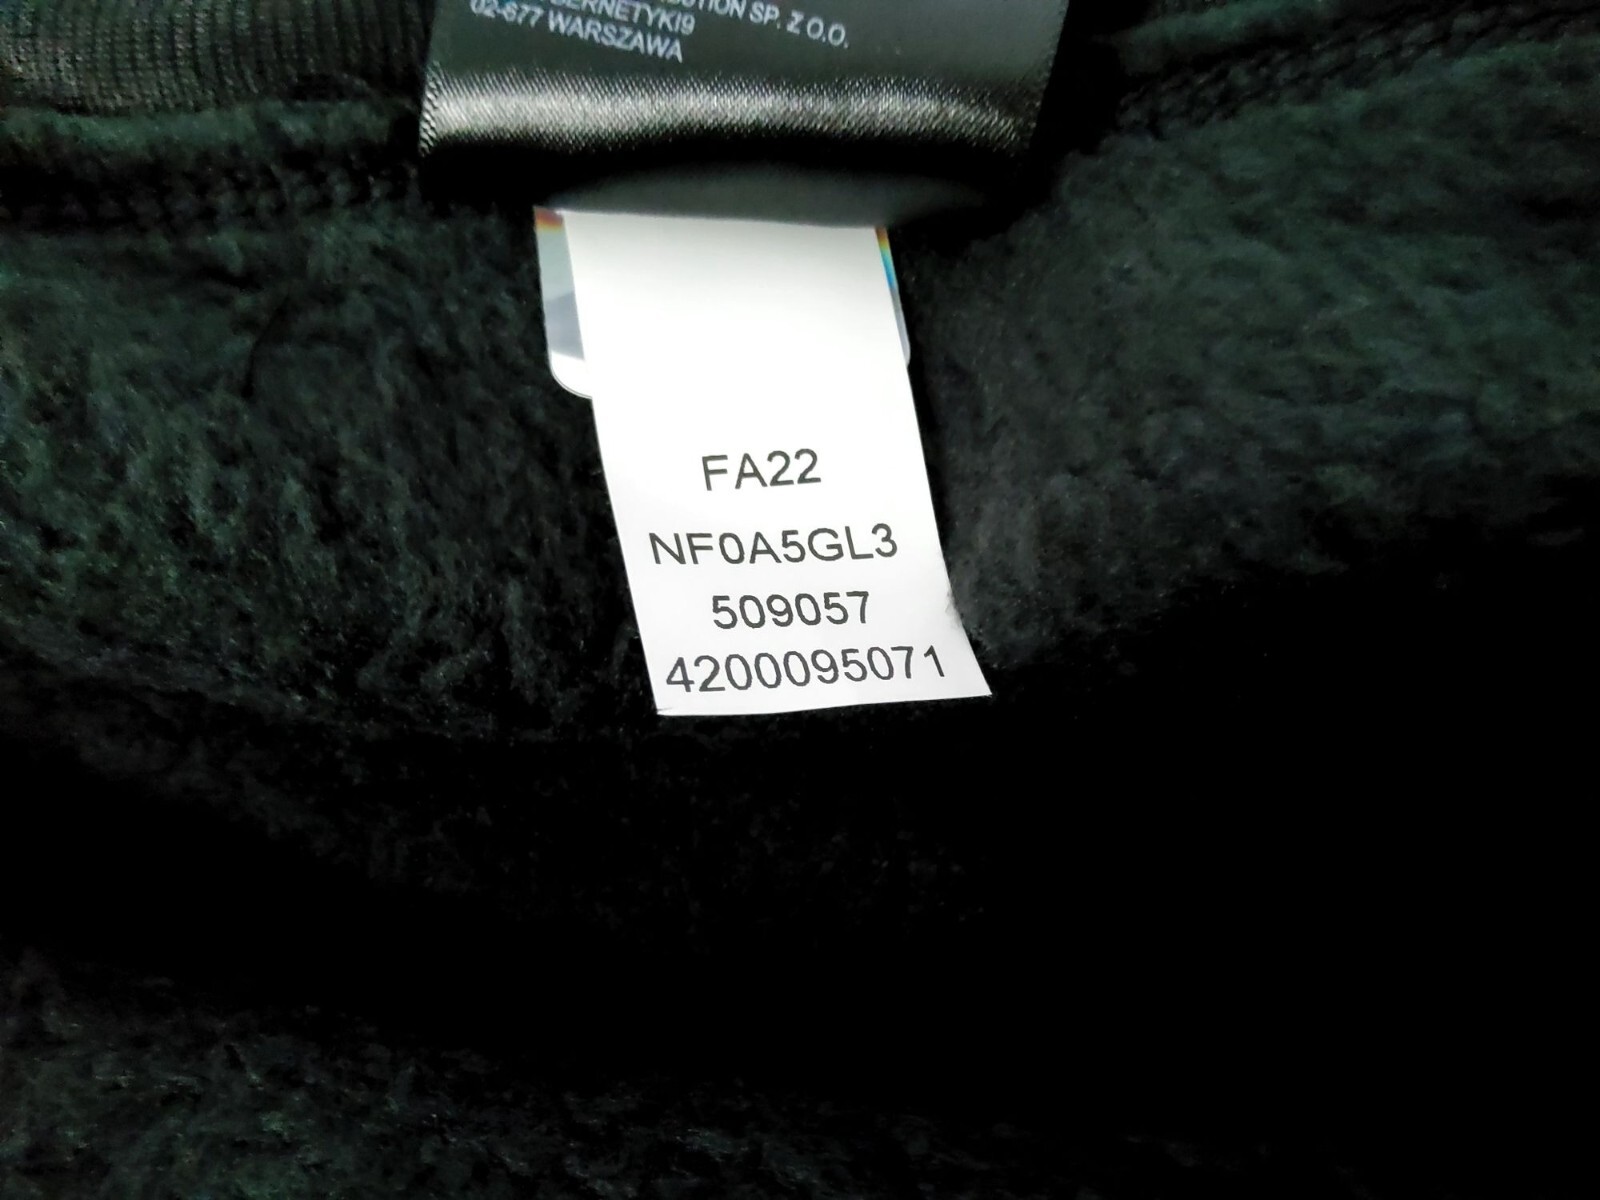 SP. Z O.O.
02-677 WARSZAWA
FA22
NF0A5GL3
509057
4200095071